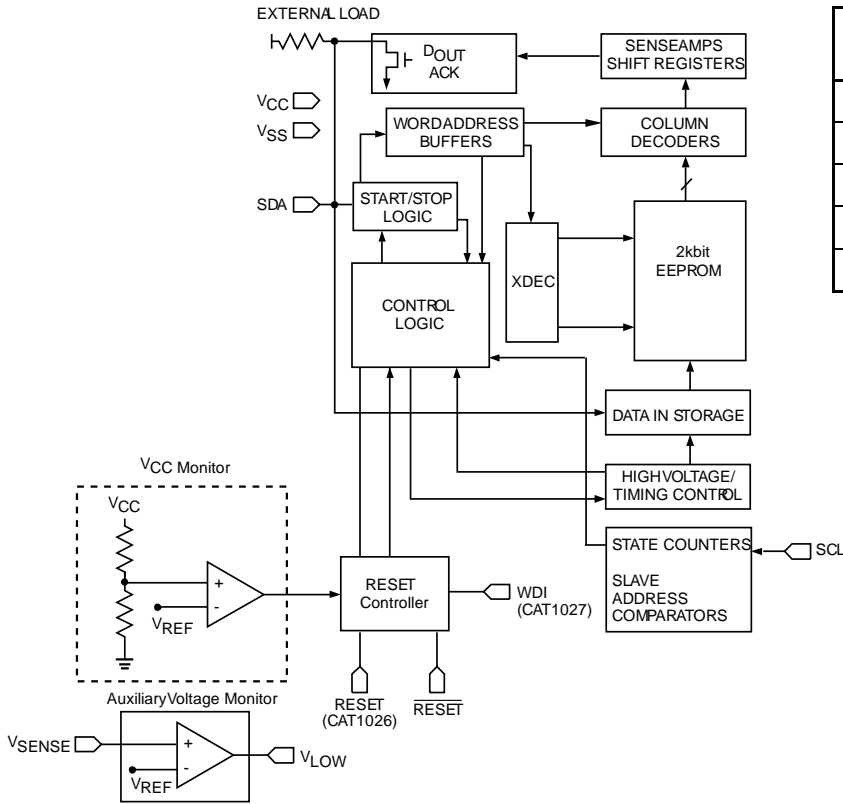 EXTERNAL LOAD
DOUT
ACK
SENSEAMPS
SHIFT REGISTERS
VCC
VSS
WORDADDRESS
BUFFERS
COLUMN
DECODERS
SDA
START/STOP
LOGIC
XDEC
2kbit
EEPROM
CONTROL
LOGIC
DATA IN STORAGE
VCC Monitor
HIGHVOLTAGE/
TIMING CONTROL
VCC
STATE COUNTERS
SCL
SLAVE
ADDRESS
COMPARATORS
+
-
VREF
RESET
Controller
WDI
(CAT1027)
RESET
(CAT1026)
RESET
AuxiliaryVoltage Monitor
VSENSE
+
-
VREF
VLOW